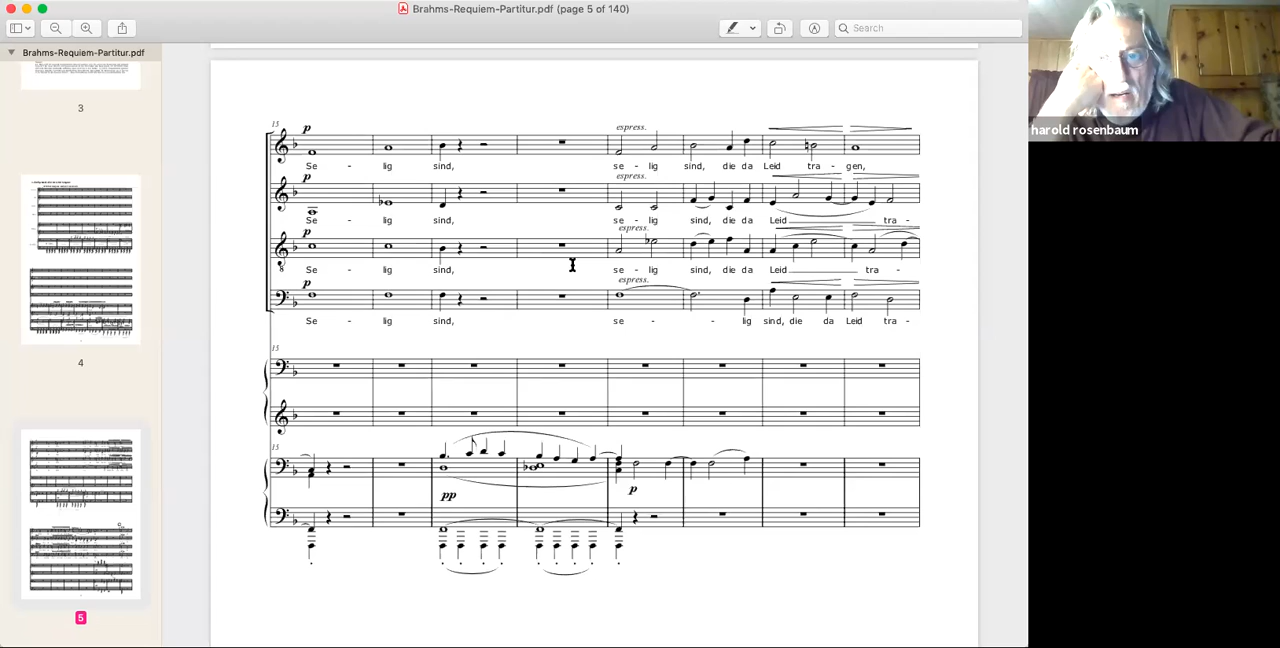 Brahms-Requiem-Partitur.pdf (page 5 of 140)
Search
Brahms-Requiem-Partitur.pdf
3
4
5
harold rosenbaum
15
p
espress.
Se - lig sind, se - lig sind, die da Leid tra - gen,
p
espress.
Se - lig sind, se - lig sind, die da Leid tra -
p
espress.
8
Se - lig sind, se - lig sind, die da Leid tra -
p
espress.
Se - lig sind, se - - lig sind, die da Leid tra -
15
15
pp
p